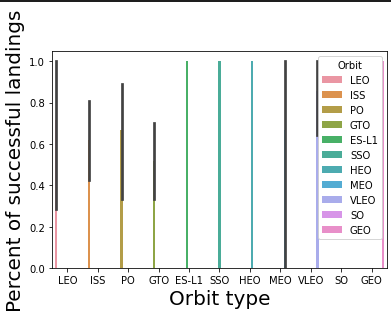 Percent of successful landings
1.0
0.8
0.6
0.4
0.2
0.0
Orbit
LEO
ISS
PO
GTO
ES-L1
SSO
HEO
MEO
VLEO
SO
GEO
LEO ISS PO GTO ES-L1 SSO HEO MEO VLEO SO GEO
Orbit type